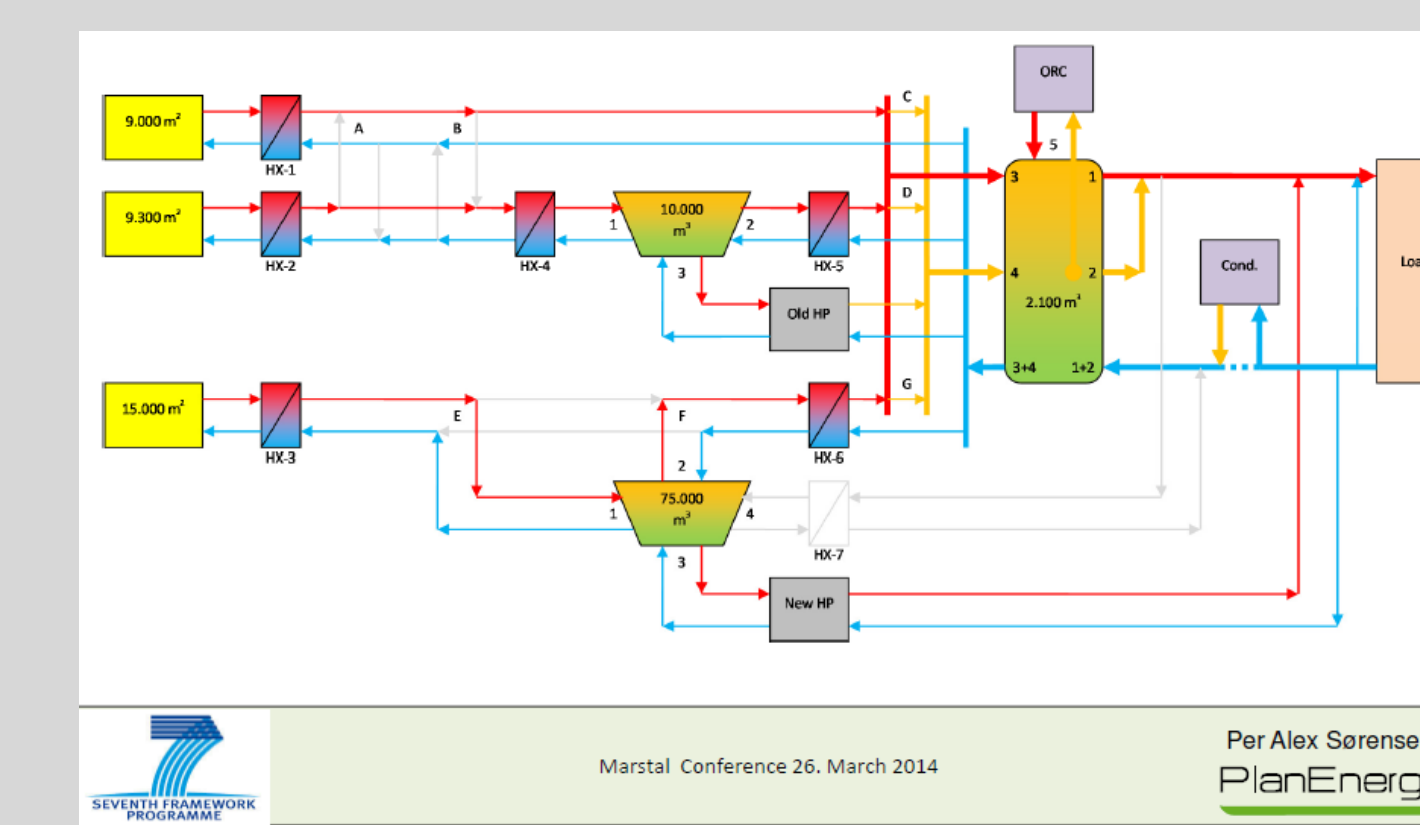 ORC
C
9.000 m²
A
B
5
HX-1
3
1
D
9.300 m²
10.000
m³
1
2
HX-2
HX-4
HX-5
3
4
2
Cond.
Loa
2.100 m³
Old HP
3+4
1+2
G
15.000 m²
E
F
HX-3
HX-6
2
75.000
m³
1
4
HX-7
3
New HP
SEVENTH FRAMEWORK
PROGRAMME
Marstal Conference 26. March 2014
Per Alex Sørense
PlanEnerg